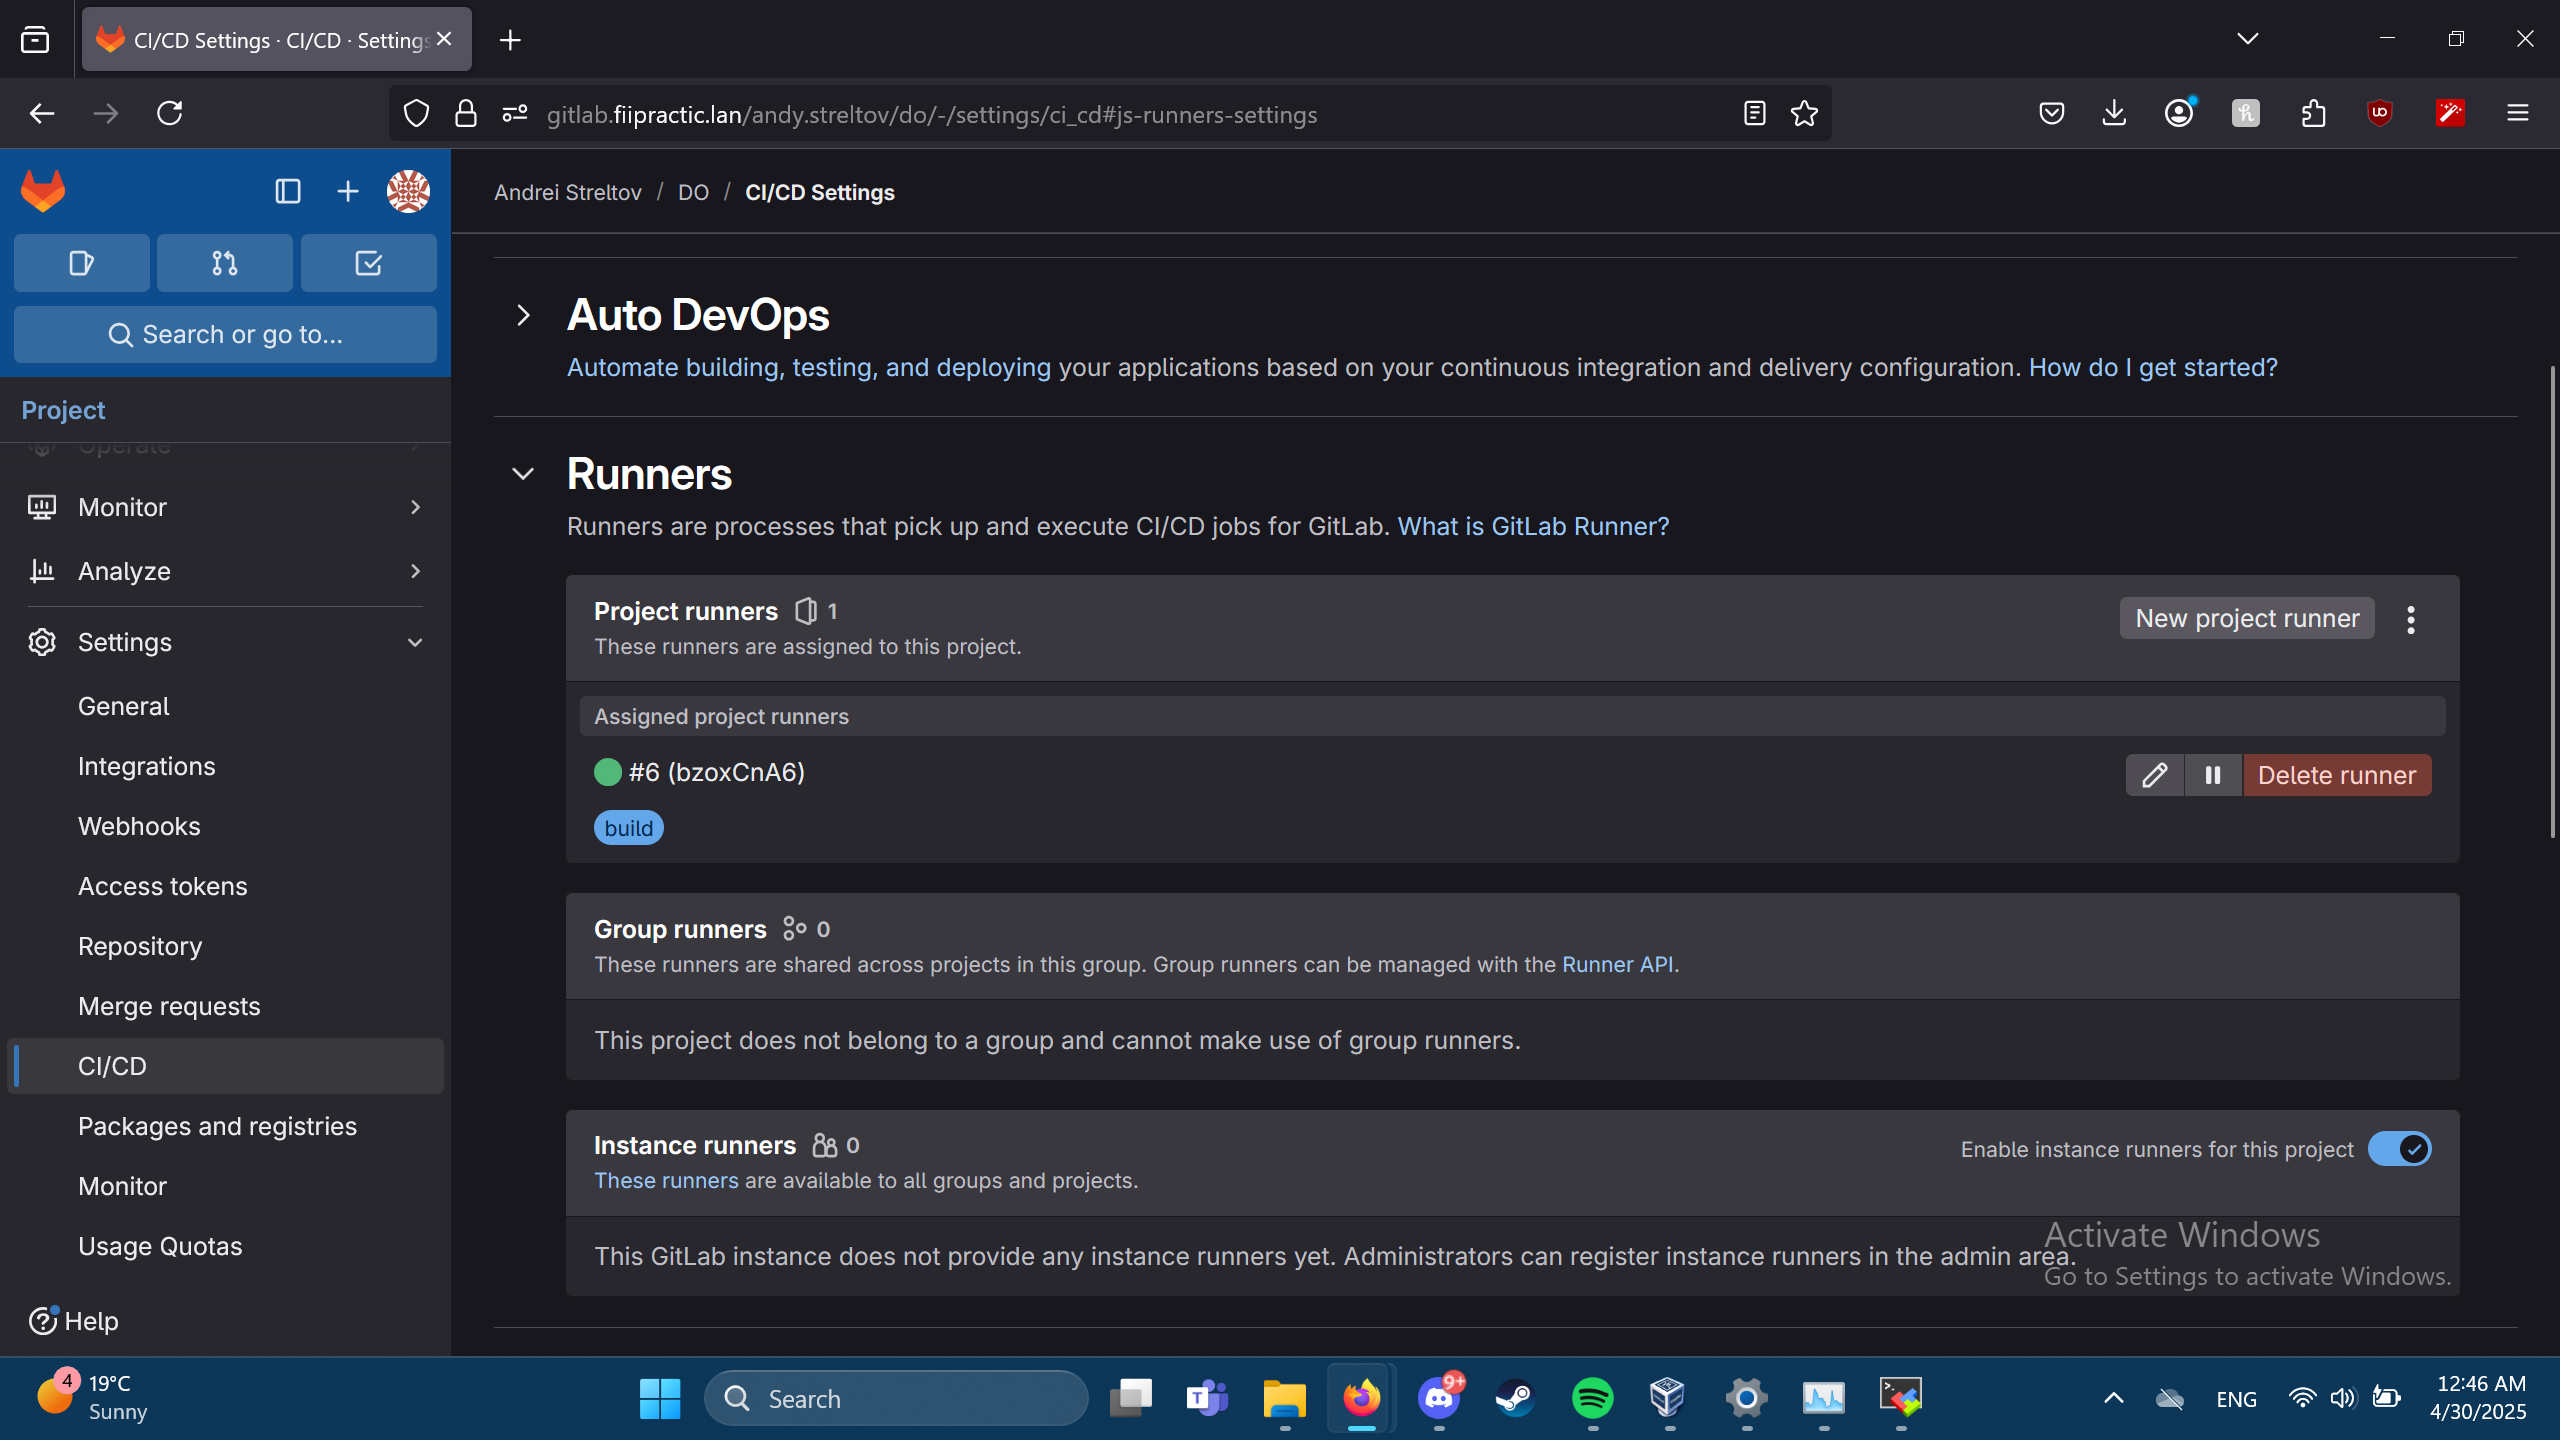 CI/CD Settings · CI/CD · Settings
gitlab.fiipractic.lan/andy.streltov/do/-/settings/ci_cd#js-runners-settings
Andrei Streltov / DO / CI/CD Settings
Search or go to...
Project
Operate
Monitor
Analyze
Settings
General
Integrations
Webhooks
Access tokens
Repository
Merge requests
CI/CD
Packages and registries
Monitor
Usage Quotas
Help
Auto DevOps
Automate building, testing, and deploying your applications based on your continuous integration and delivery configuration. How do I get started?
Runners
Runners are processes that pick up and execute CI/CD jobs for GitLab. What is GitLab Runner?
Project runners 1
New project runner
These runners are assigned to this project.
Assigned project runners
#6 (bzoxCnA6)
Delete runner
build
Group runners 0
These runners are shared across projects in this group. Group runners can be managed with the Runner API.
This project does not belong to a group and cannot make use of group runners.
Instance runners 0
Enable instance runners for this project
These runners are available to all groups and projects.
This GitLab instance does not provide any instance runners yet. Administrators can register instance runners in the admin area.
Activate Windows
Go to Settings to activate Windows.
4
19°C
Sunny
Search
9+
ENG
12:46 AM
4/30/2025